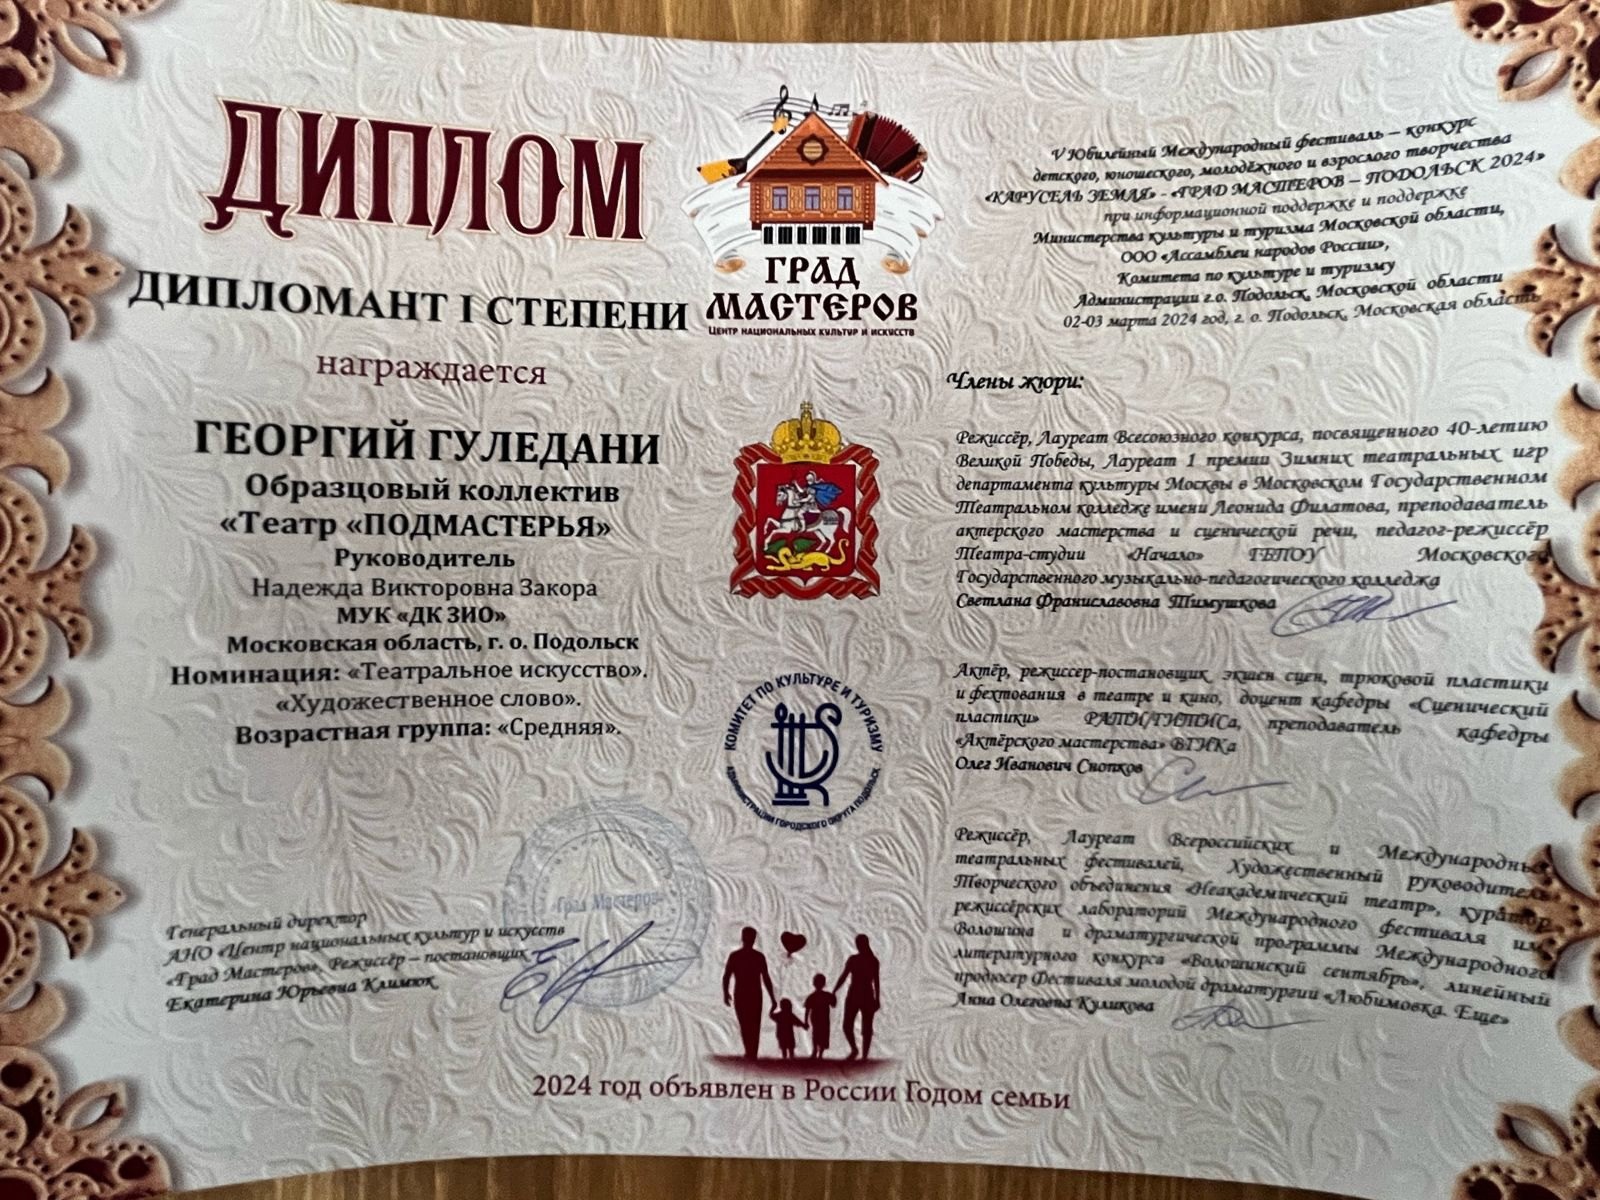 ДИПЛОМ
ДИПЛОМАНТ I СТЕПЕНИ
награждается
ГЕОРГИЙ ГУЛЕДАНИ
Образцовый коллектив
«Театр «ПОДМАСТЕРЬЯ»
Руководитель
Надежда Викторовна Закора
МУК «ДК ЗИО»
Московская область, г. о. Подольск
Номинация: «Театральное искусство».
«Художественное слово».
Возрастная группа: «Средняя».
Генеральный директор
АНО «Центр национальных культур и искусств
«Град Мастеров». Режиссёр – постановщик
Екатерина Юрьевна Климюк
«Град Мастеров»
ГРАД
МАСТЕРОВ
Центр национальных культур и искусств
КОМИТЕТ ПО КУЛЬТУРЕ И ТУРИЗМУ
АДМИНИСТРАЦИИ ГОРОДСКОГО ОКРУГА ПОДОЛЬСК
V Юбилейный Международный фестиваль – конкурс
детского, юношеского, молодёжного и взрослого творчества
«КАРУСЕЛЬ ЗЕМЛЯ» - «ГРАД МАСТЕРОВ – ПОДОЛЬСК 2024»
при информационной поддержке и поддержке
Министерства культуры и туризма Московской области,
ООО «Ассамблеи народов России»,
Комитета по культуре и туризму
Администрации г.о. Подольск, Московской области
02-03 марта 2024 год, г. о. Подольск, Московская область
Члены жюри:
Режиссёр, Лауреат Всесоюзного конкурса, посвященного 40-летию
Великой Победы, Лауреат 1 премии Зимних театральных игр
департамента культуры Москвы в Московском Государственном
Театральном колледже имени Леонида Филатова, преподаватель
актерского мастерства и сценической речи, педагог-режиссёр
Театра-студии «Начало» ГБПОУ Московского
Государственного музыкально-педагогического колледжа
Светлана Франиславовна Тимушкова
Актёр, режиссер-постановщик экшен сцен, трюковой пластики
и фехтования в театре и кино, доцент кафедры «Сценический
пластики» РАТИ/ГИТИСа, преподаватель кафедры
«Актёрского мастерства» ВГИКа
Олег Иванович Снопков
Режиссёр, Лауреат Всероссийских и Международных
театральных фестивалей, Художественный руководитель
Творческого объединения «Неакадемический театр», куратор
режиссёрских лабораторий Международного фестиваля им.
Волошина и драматургической программы Международного
литературного конкурса «Волошинский сентябрь», линейный
продюсер Фестиваля молодой драматургии «Любимовка. Еще»
Анна Олеговна Куликова
2024 год объявлен в России Годом семьи